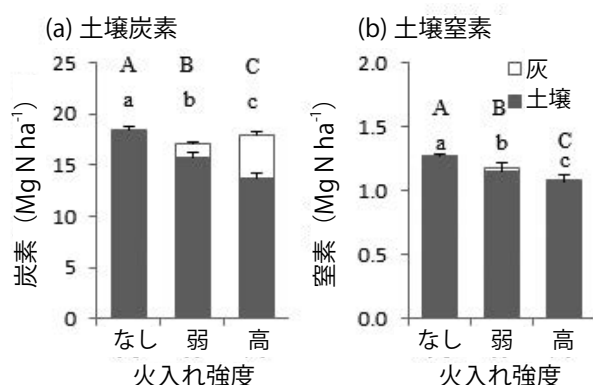 (a) 土壌炭素
炭素（Mg N ha⁻¹）
25
20
15
10
5
0
A B C
a b c
なし 弱 高
火入れ強度
(b) 土壌窒素
窒素（Mg N ha⁻¹）
2.0
1.5
1.0
0.5
0.0
灰
土壌
A B C
a b c
なし 弱 高
火入れ強度